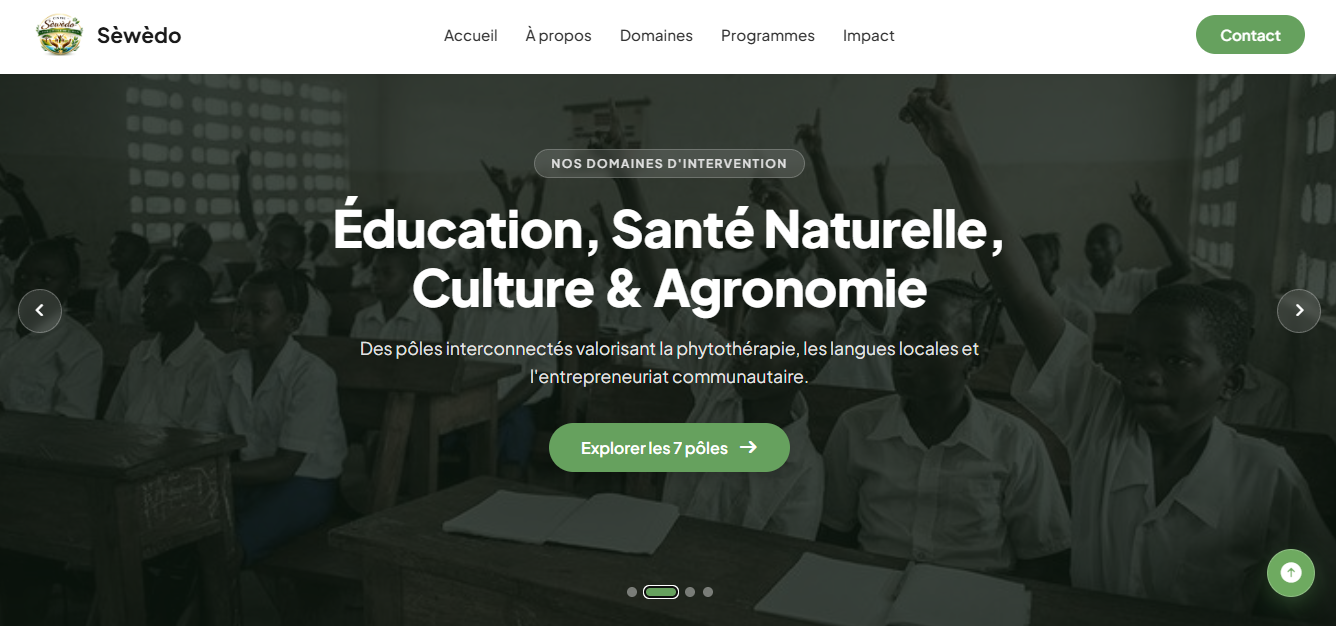 Sèwèdo
Sèwèdo
Accueil
À propos
Domaines
Programmes
Impact
Contact
NOS DOMAINES D'INTERVENTION
Éducation, Santé Naturelle,
Culture & Agronomie
Des pôles interconnectés valorisant la phytothérapie, les langues locales et
l'entrepreneuriat communautaire.
Explorer les 7 pôles →